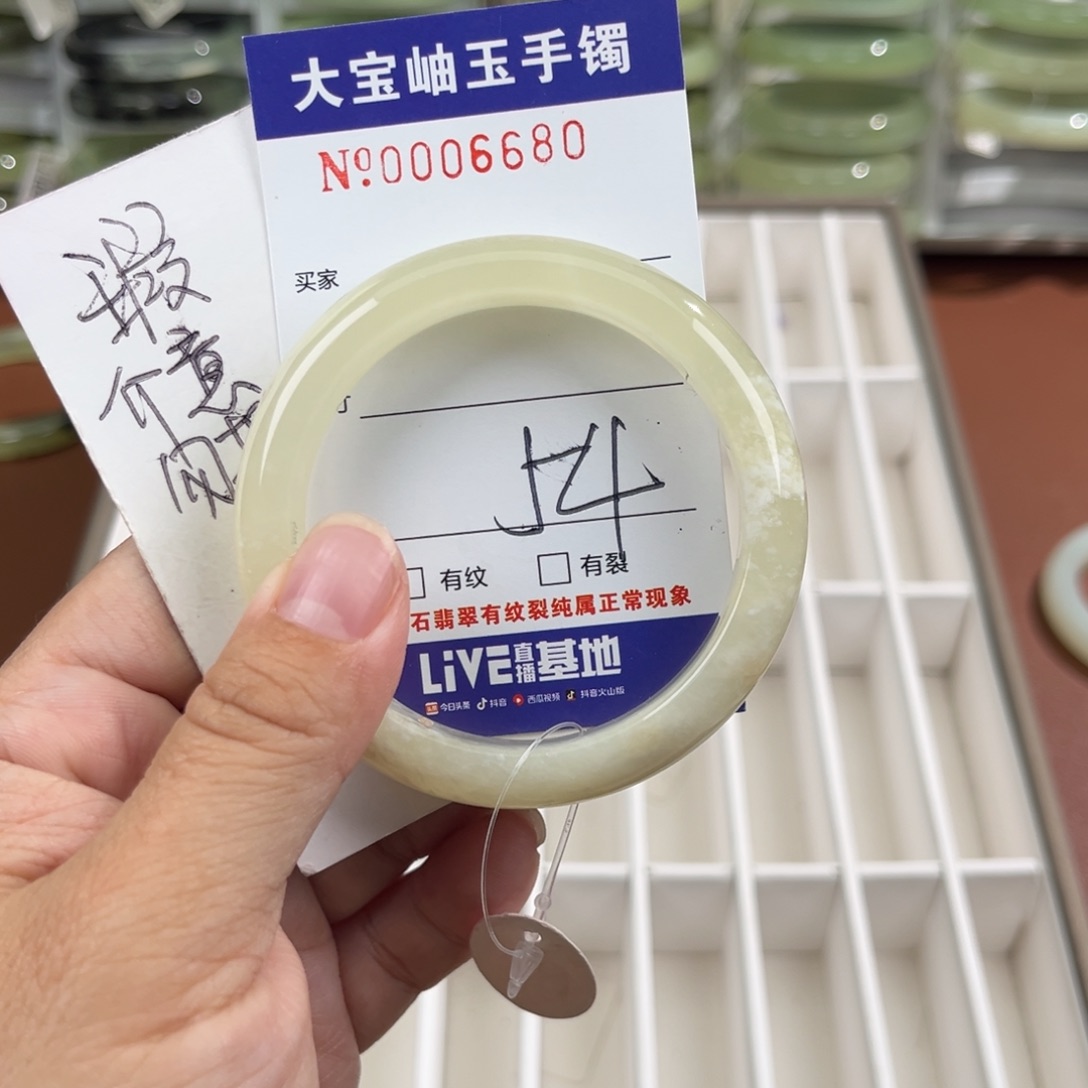 大宝岫玉手镯
Nº0006680
买家
54
有纹 有裂
石翡翠有纹裂纯属正常现象
LiVE直播基地
今日头条 抖音 西瓜视频 抖音火山版
意